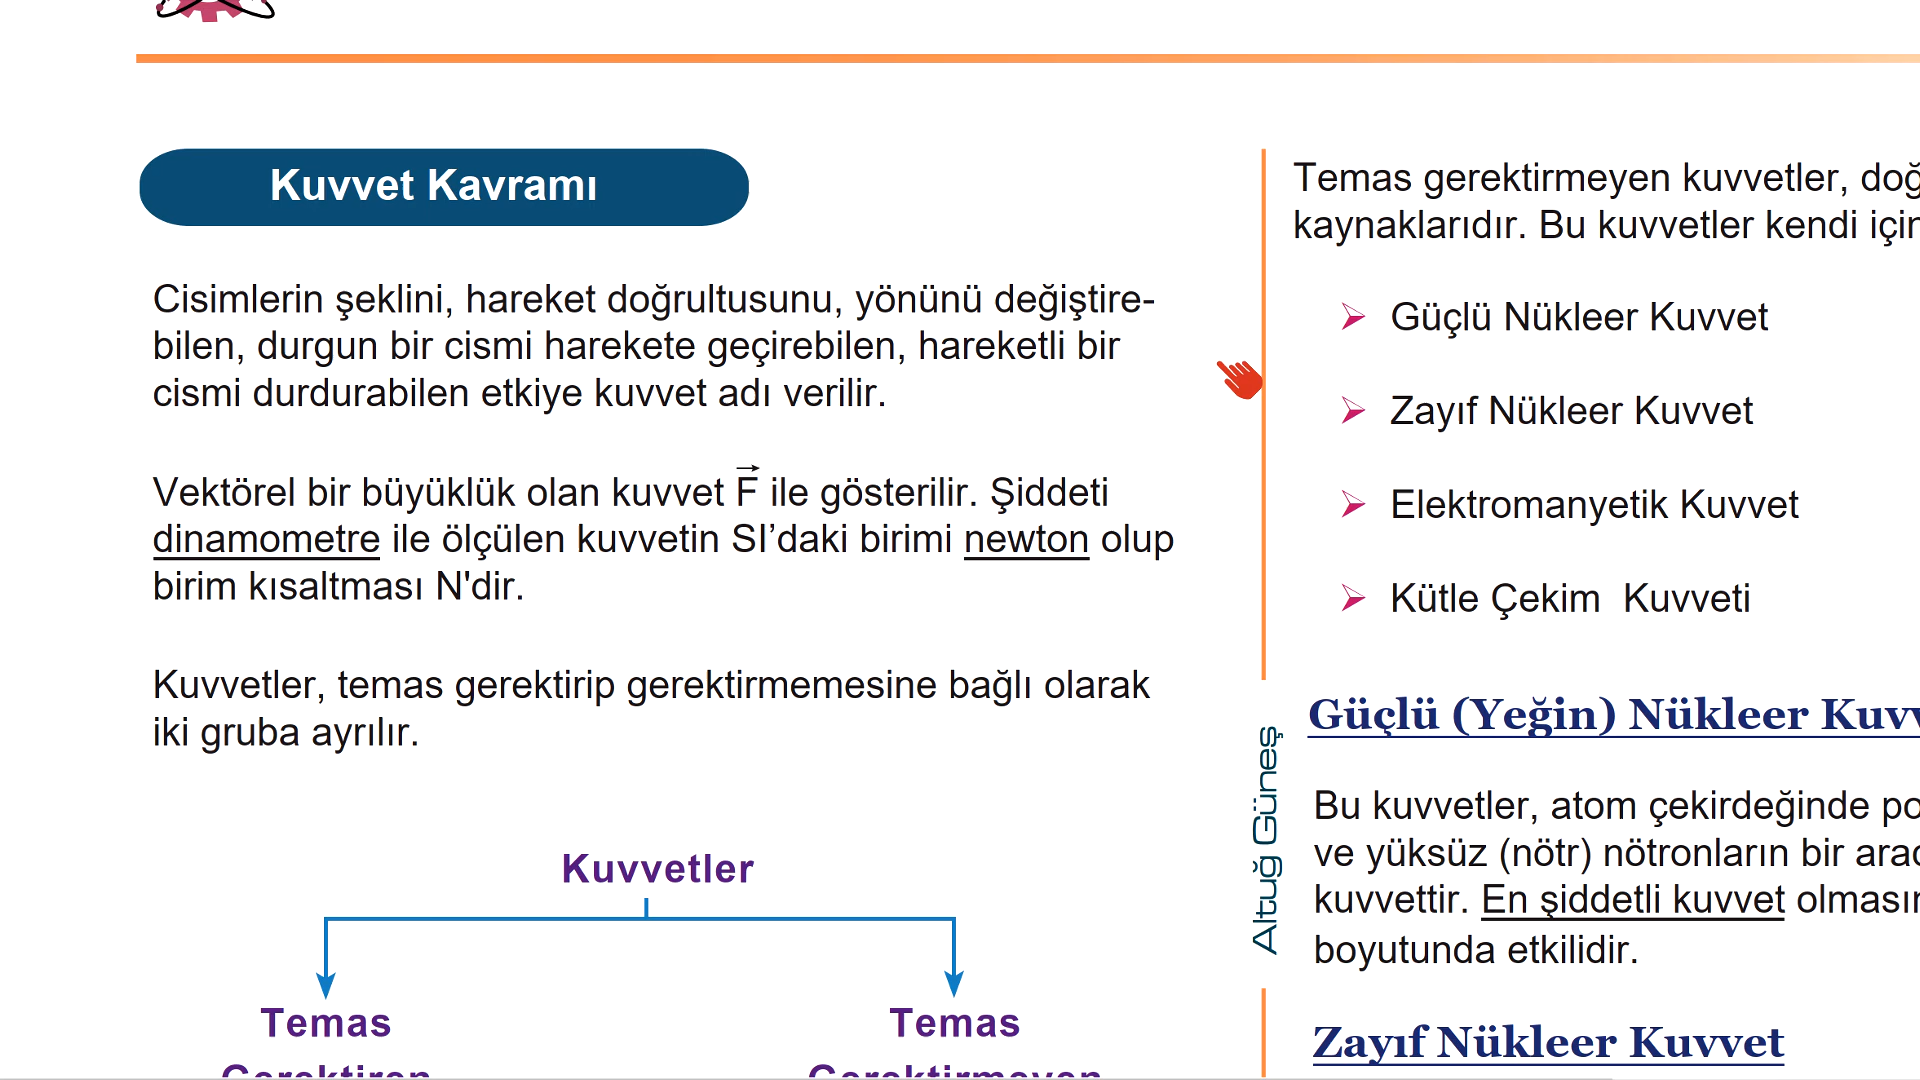 Kuvvet Kavramı
Cisimlerin şeklini, hareket doğrultusunu, yönünü değiştire-
bilen, durgun bir cismi harekete geçirebilen, hareketli bir
cismi durdurabilen etkiye kuvvet adı verilir.
Vektörel bir büyüklük olan kuvvet F ile gösterilir. Şiddeti
dinamometre ile ölçülen kuvvetin SI’daki birimi newton olup
birim kısaltması N'dir.
Kuvvetler, temas gerektirip gerektirmemesine bağlı olarak
iki gruba ayrılır.
Kuvvetler
Temas
Gerektiren
Temas
Gerektirmeyen
Altuğ Güneş
Temas gerektirmeyen kuvvetler,
kaynaklarıdır. Bu kuvvetler kendi
Güçlü Nükleer Kuvvet
Zayıf Nükleer Kuvvet
Elektromanyetik Kuvvet
Kütle Çekim Kuvveti
Güçlü (Yeğin) Nükleer
Bu kuvvetler, atom çekirdeğinde
ve yüksüz (nötr) nötronların bir
kuvvettir. En şiddetli kuvvet
boyutunda etkilidir.
Zayıf Nükleer Kuvvet